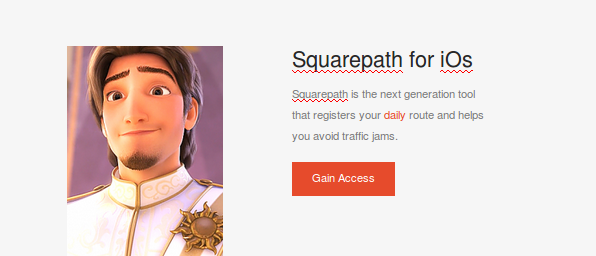 Squarepath for iOs
Squarepath is the next generation tool
that registers your daily route and helps
you avoid traffic jams.
Gain Access